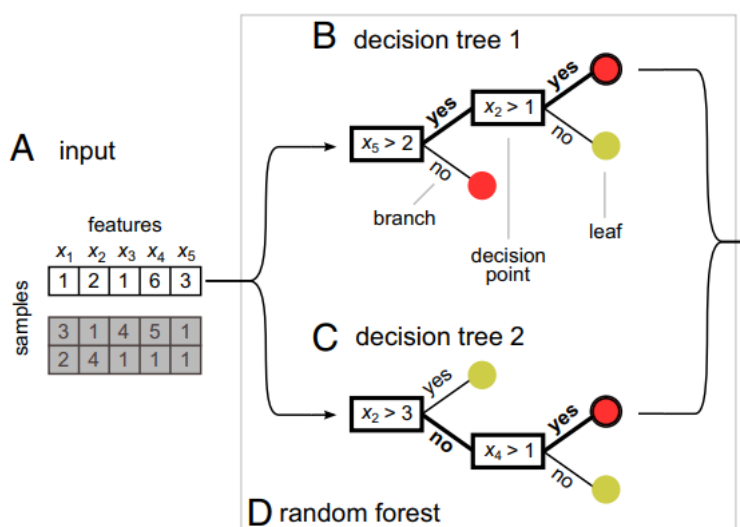 B decision tree 1
yes
x2 > 1
yes
no
x5 > 2
no
A input
branch
leaf
decision
point
features
x1 x2 x3 x4 x5
1 2 1 6 3
samples
3 1 4 5 1
2 4 1 1 1
C decision tree 2
yes
x2 > 3
no
yes
x4 > 1
no
D random forest